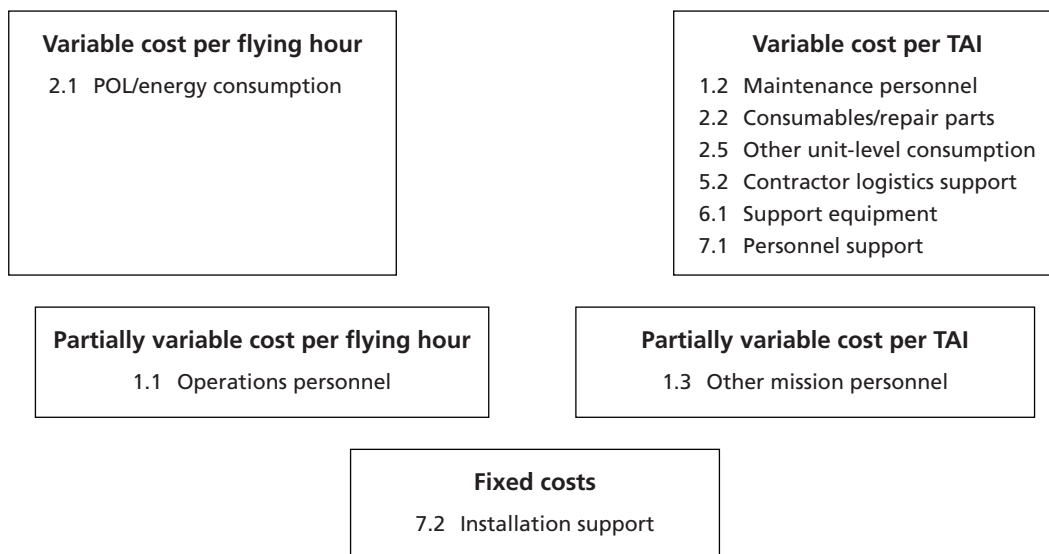 Variable cost per flying hour
2.1 POL/energy consumption
Variable cost per TAI
1.2 Maintenance personnel
2.2 Consumables/repair parts
2.5 Other unit-level consumption
5.2 Contractor logistics support
6.1 Support equipment
7.1 Personnel support
Partially variable cost per flying hour
1.1 Operations personnel
Partially variable cost per TAI
1.3 Other mission personnel
Fixed costs
7.2 Installation support